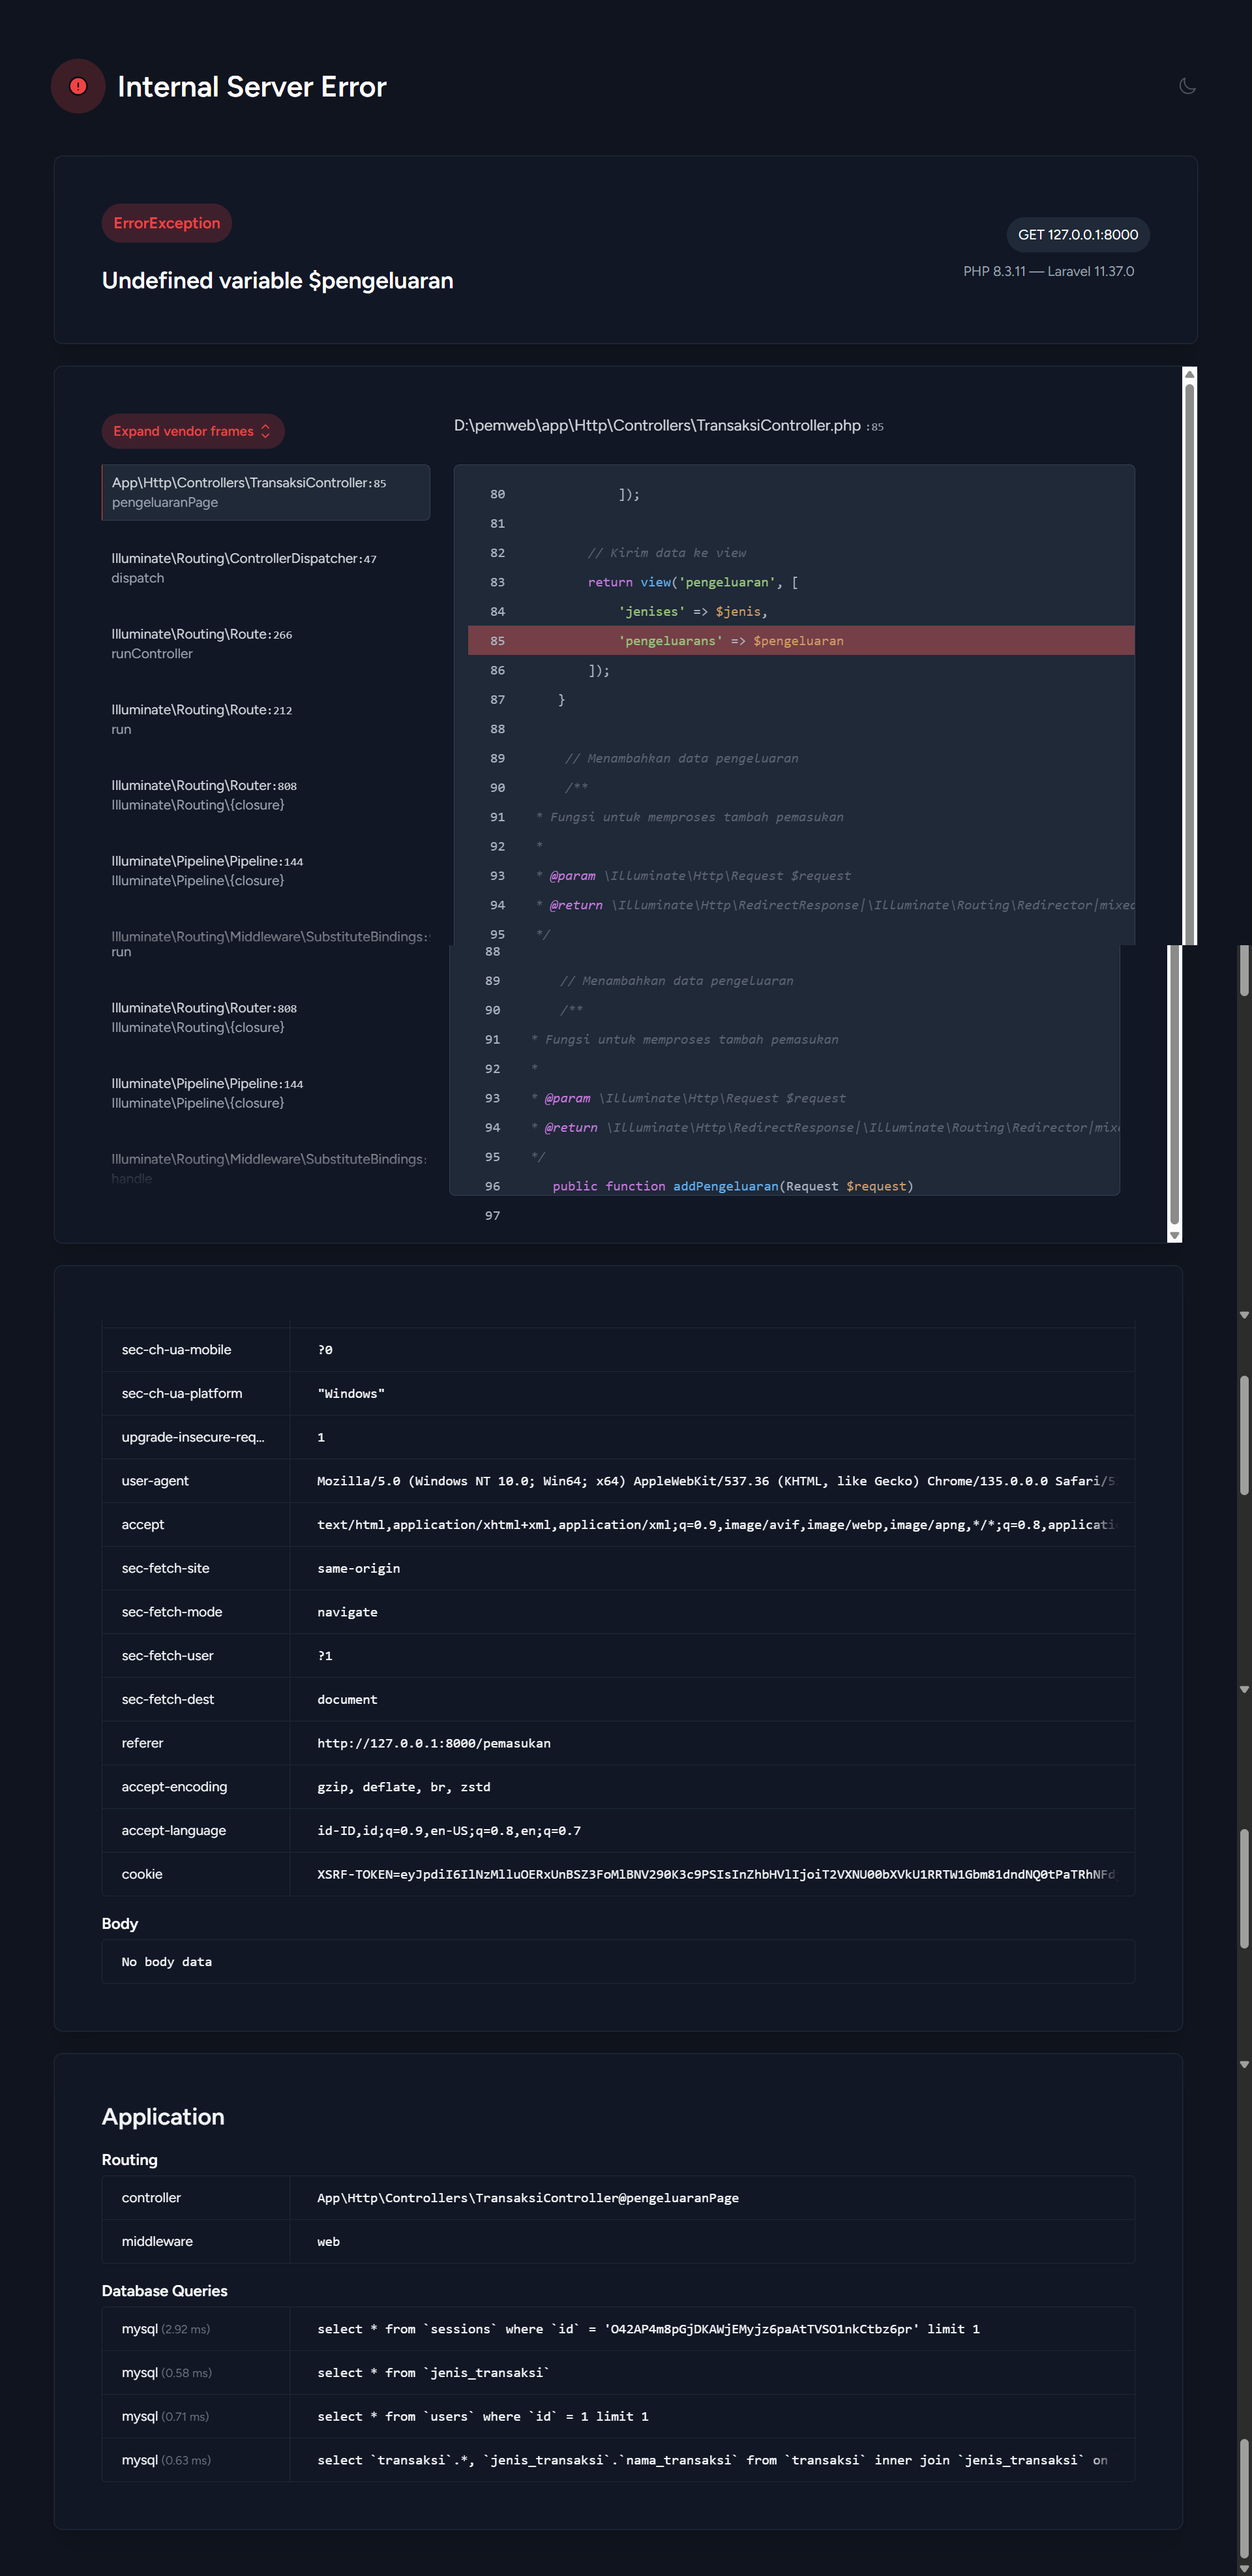 Internal Server Error
ErrorException
GET 127.0.0.1:8000
Undefined variable $pengeluaran
PHP 8.3.11 — Laravel 11.37.0
Expand vendor frames
D:\pemweb\app\Http\Controllers\TransaksiController.php :85
App\Http\Controllers\TransaksiController:85
pengeluaranPage
Illuminate\Routing\ControllerDispatcher:47
dispatch
Illuminate\Routing\Route:266
runController
Illuminate\Routing\Route:212
run
Illuminate\Routing\Router:808
Illuminate\Routing\{closure}
Illuminate\Pipeline\Pipeline:144
Illuminate\Pipeline\{closure}
Illuminate\Routing\Middleware\SubstituteBindings:
80 ]);
81
82 // Kirim data ke view
83 return view('pengeluaran', [
84 'jenises' => $jenis,
85 'pengeluarans' => $pengeluaran
86 ]);
87 }
88
89 // Menambahkan data pengeluaran
90 /**
91 * Fungsi untuk memproses tambah pemasukan
92 *
93 * @param \Illuminate\Http\Request $request
94 * @return \Illuminate\Http\RedirectResponse|\Illuminate\Routing\Redirector|mixed
95 */
run
Illuminate\Routing\Router:808
Illuminate\Routing\{closure}
Illuminate\Pipeline\Pipeline:144
Illuminate\Pipeline\{closure}
Illuminate\Routing\Middleware\SubstituteBindings:
handle
88
89 // Menambahkan data pengeluaran
90 /**
91 * Fungsi untuk memproses tambah pemasukan
92 *
93 * @param \Illuminate\Http\Request $request
94 * @return \Illuminate\Http\RedirectResponse|\Illuminate\Routing\Redirector|mix
95 */
96 public function addPengeluaran(Request $request)
97
sec-ch-ua-mobile ?0
sec-ch-ua-platform "Windows"
upgrade-insecure-req... 1
user-agent Mozilla/5.0 (Windows NT 10.0; Win64; x64) AppleWebKit/537.36 (KHTML, like Gecko) Chrome/135.0.0.0 Safari/5
accept text/html,application/xhtml+xml,application/xml;q=0.9,image/avif,image/webp,image/apng,*/*;q=0.8,applicati
sec-fetch-site same-origin
sec-fetch-mode navigate
sec-fetch-user ?1
sec-fetch-dest document
referer http://127.0.0.1:8000/pemasukan
accept-encoding gzip, deflate, br, zstd
accept-language id-ID,id;q=0.9,en-US;q=0.8,en;q=0.7
cookie
Body
No body data
Application
Routing
controller App\Http\Controllers\TransaksiController@pengeluaranPage
middleware web
Database Queries
mysql (2.92 ms) select * from `sessions` where `id` = 'O42AP4m8pGjDKAWjEMyjz6paAtTVSO1nkCtbz6pr' limit 1
mysql (0.58 ms) select * from `jenis_transaksi`
mysql (0.71 ms) select * from `users` where `id` = 1 limit 1
mysql (0.63 ms) select `transaksi`.*, `jenis_transaksi`.`nama_transaksi` from `transaksi` inner join `jenis_transaksi` on